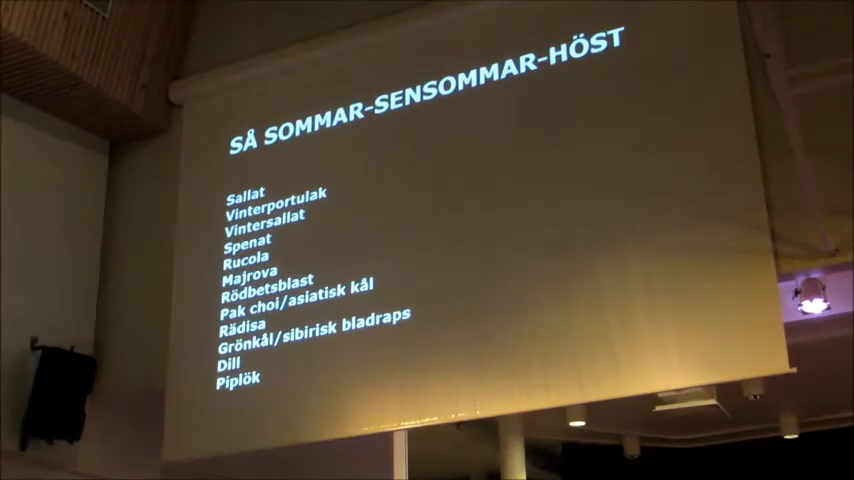 SÅ SOMMAR-SENSOMMAR-HÖST
Sallat
Vinterportulak
Vintersallat
Spenat
Rucola
Majrova
Rödbetsblast
Pak choi/asiatisk kål
Rädisa
Grönkål/sibirisk bladraps
Dill
Piplök